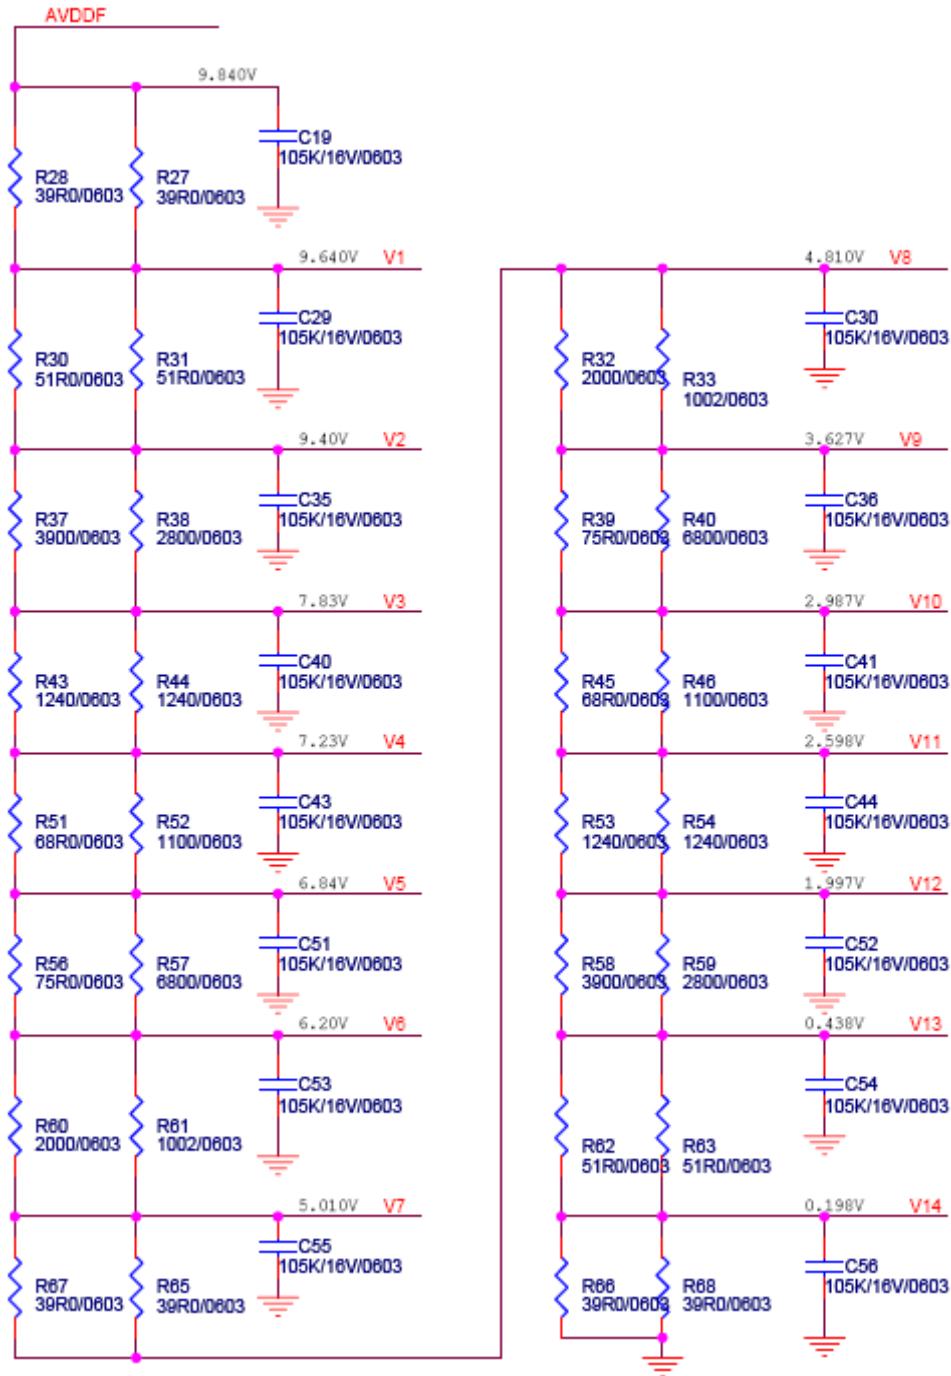 AVDDF
9.840V
C19
105K/16V/0603
R28
39R0/0603
R27
39R0/0603
9.640V V1
C29
105K/16V/0603
R30
51R0/0603
R31
51R0/0603
9.40V V2
C35
105K/16V/0603
R37
3900/0603
R38
2800/0603
7.83V V3
C40
105K/16V/0603
R43
1240/0603
R44
1240/0603
7.23V V4
C43
105K/16V/0603
R51
68R0/0603
R52
1100/0603
6.84V V5
C51
105K/16V/0603
R56
75R0/0603
R57
6800/0603
6.20V V6
C53
105K/16V/0603
R60
2000/0603
R61
1002/0603
5.010V V7
C55
105K/16V/0603
R67
39R0/0603
R65
39R0/0603
4.810V V8
C30
105K/16V/0603
R32
2000/0603
R33
1002/0603
3.627V V9
C36
105K/16V/0603
R39
75R0/0603
R40
6800/0603
2.987V V10
C41
105K/16V/0603
R45
68R0/0603
R46
1100/0603
2.598V V11
C44
105K/16V/0603
R53
1240/0603
R54
1240/0603
1.997V V12
C52
105K/16V/0603
R58
3900/0603
R59
2800/0603
0.438V V13
C54
105K/16V/0603
R62
51R0/0603
R63
51R0/0603
0.198V V14
C56
105K/16V/0603
R66
39R0/0603
R68
39R0/0603